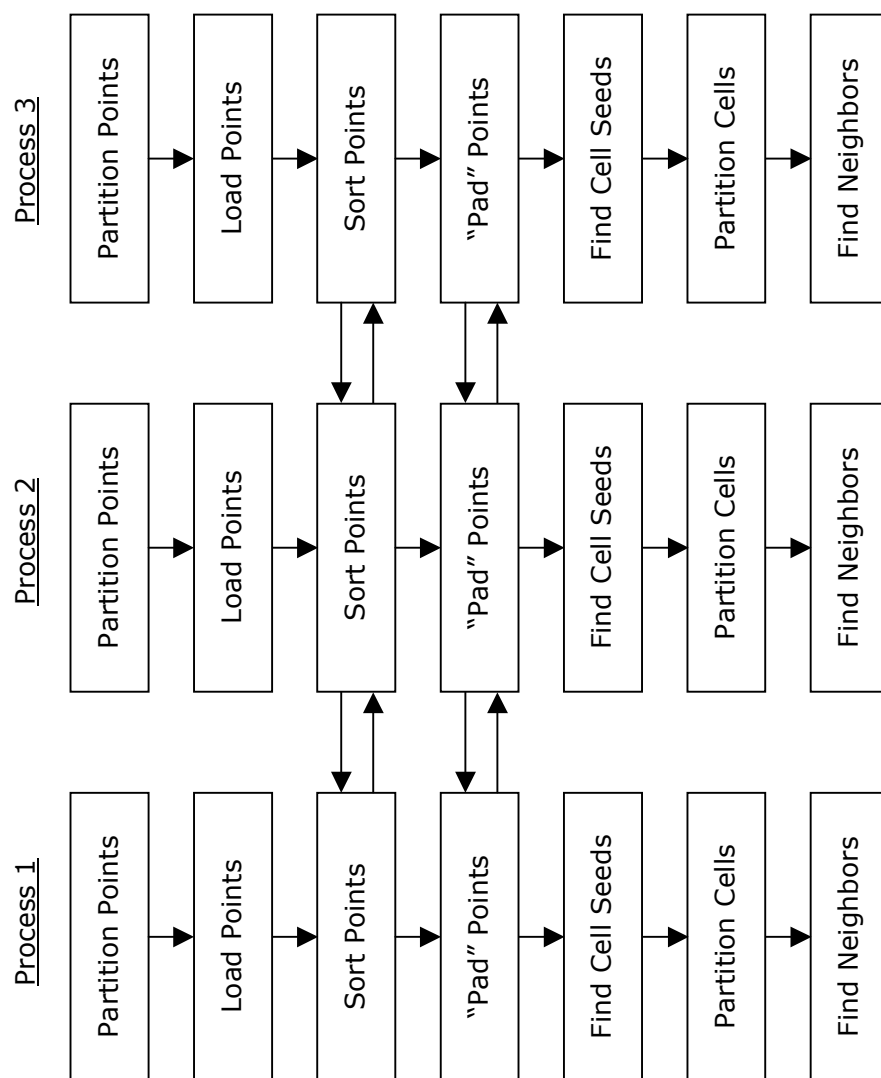 Process 1
Partition Points
Load Points
Sort Points
“Pad” Points
Find Cell Seeds
Partition Cells
Find Neighbors
Process 2
Partition Points
Load Points
Sort Points
“Pad” Points
Find Cell Seeds
Partition Cells
Find Neighbors
Process 3
Partition Points
Load Points
Sort Points
“Pad” Points
Find Cell Seeds
Partition Cells
Find Neighbors